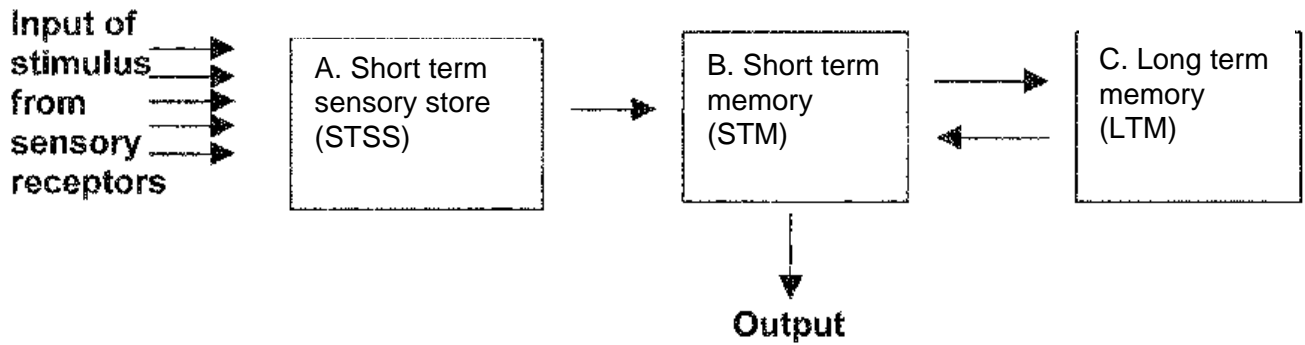 Input of
stimulus
from
sensory
receptors
A. Short term
sensory store
(STSS)
B. Short term
memory
(STM)
C. Long term
memory
(LTM)
Output